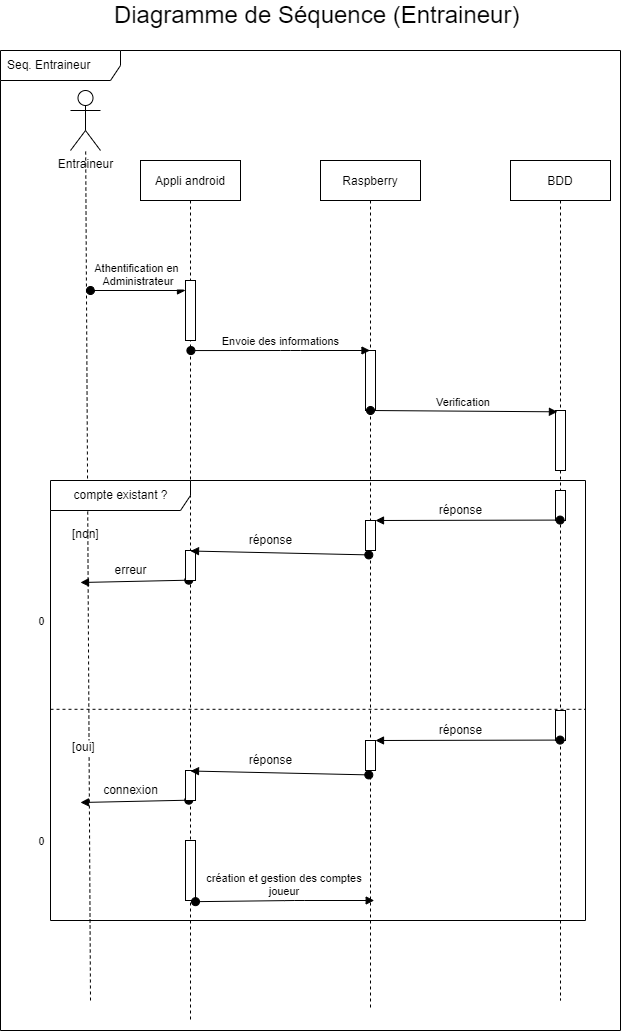 Diagramme de Séquence (Entraineur)
Seq. Entraineur
Entraineur
Appli android
Raspberry
BDD
Athentification en
Administrateur
Envoie des informations
Verification
compte existant ?
réponse
[non]
réponse
erreur
0
réponse
[oui]
réponse
connexion
0
création et gestion des comptes
joueur